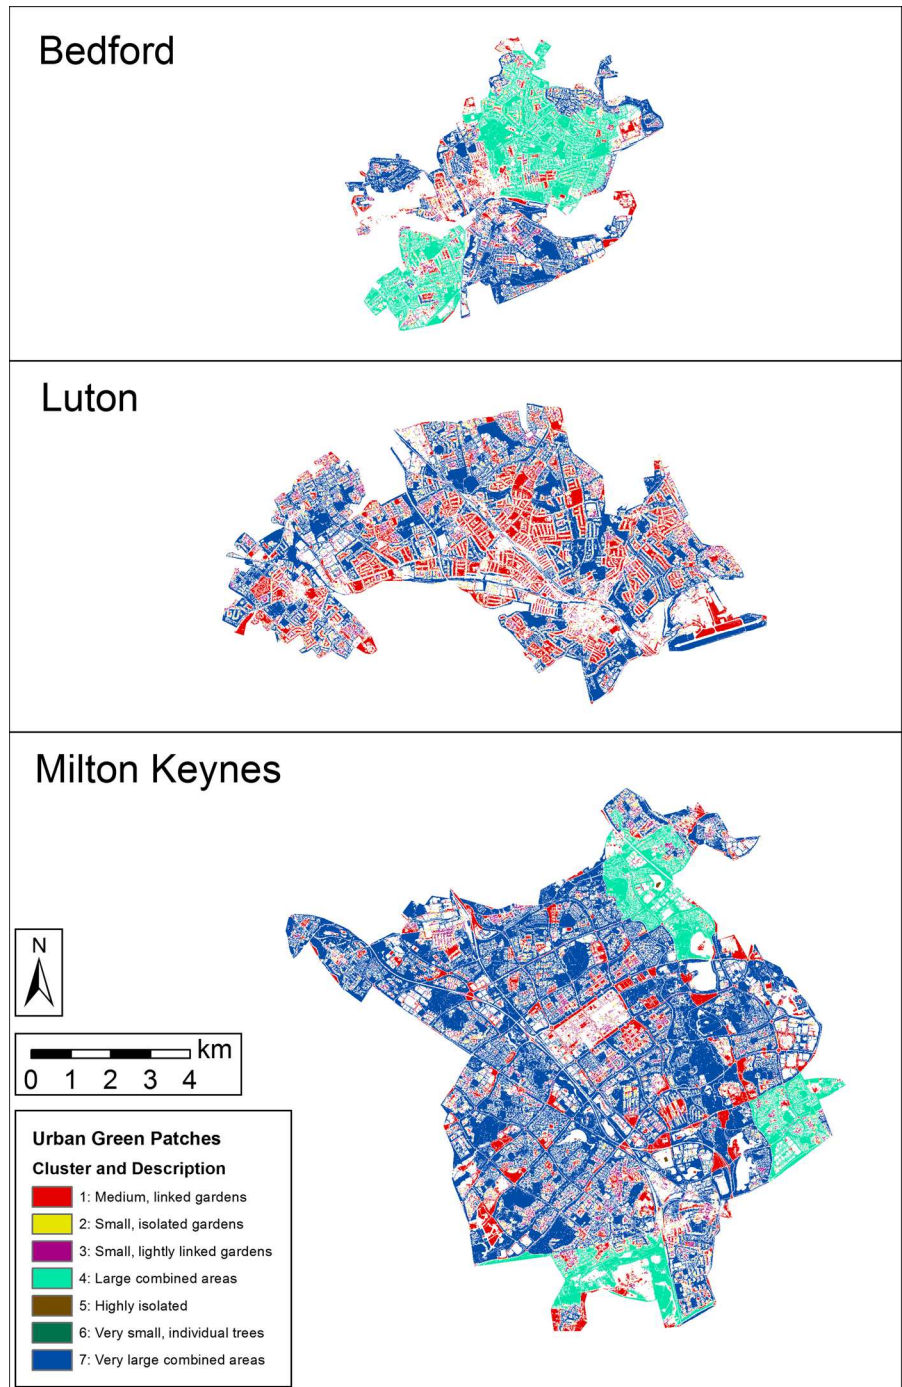 Bedford
Luton
Milton Keynes
N
km
0 1 2 3 4
Urban Green Patches
Cluster and Description
1: Medium, linked gardens
2: Small, isolated gardens
3: Small, lightly linked gardens
4: Large combined areas
5: Highly isolated
6: Very small, individual trees
7: Very large combined areas